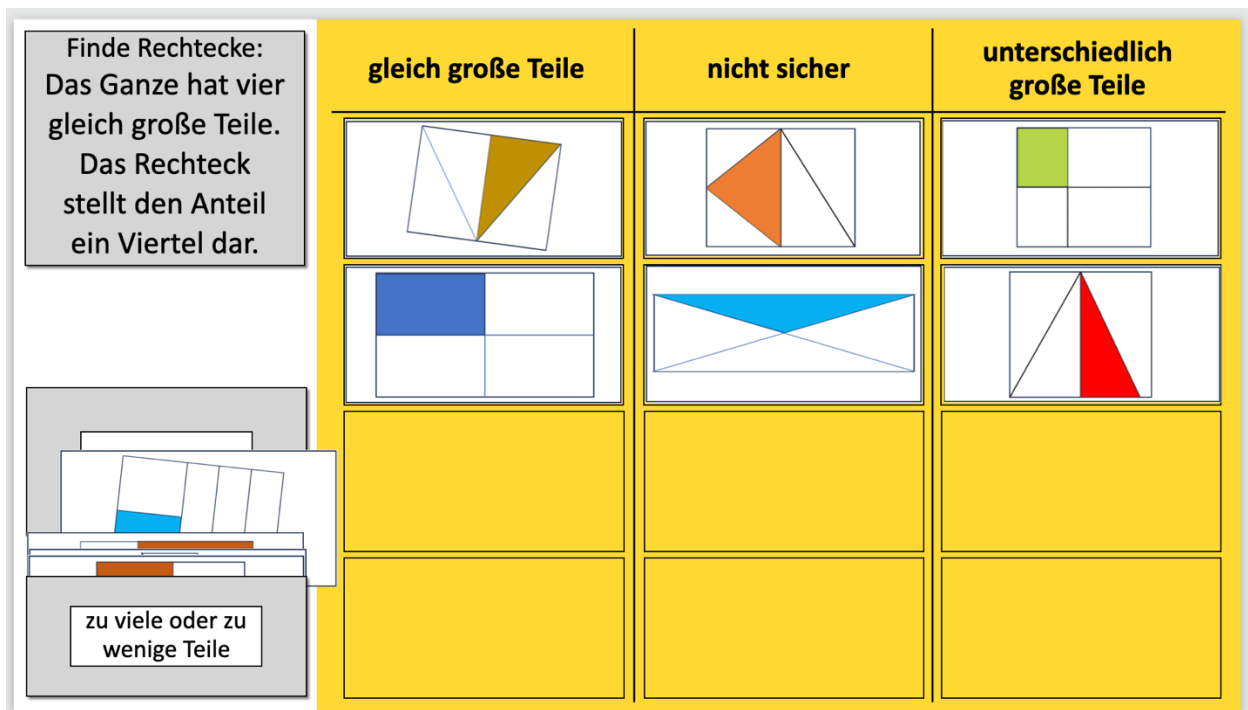 Finde Rechtecke:
Das Ganze hat vier
gleich große Teile.
Das Rechteck
stellt den Anteil
ein Viertel dar.
gleich große Teile
nicht sicher
unterschiedlich
große Teile
zu viele oder zu
wenige Teile